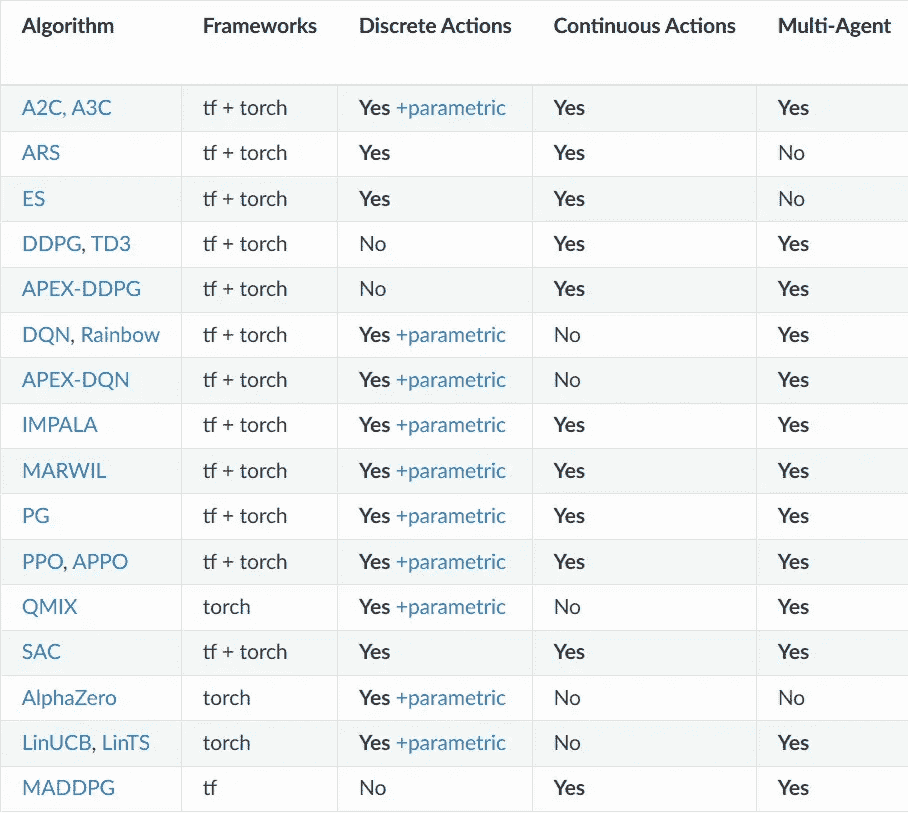 Algorithm Frameworks Discrete Actions Continuous Actions Multi-Agent
A2C, A3C tf + torch Yes +parametric Yes Yes
ARS tf + torch Yes Yes No
ES tf + torch Yes Yes No
DDPG, TD3 tf + torch No Yes Yes
APEX-DDPG tf + torch No Yes Yes
DQN, Rainbow tf + torch Yes +parametric No Yes
APEX-DQN tf + torch Yes +parametric No Yes
IMPALA tf + torch Yes +parametric Yes Yes
MARWIL tf + torch Yes +parametric Yes Yes
PG tf + torch Yes +parametric Yes Yes
PPO, APPO tf + torch Yes +parametric Yes Yes
QMIX torch Yes +parametric No Yes
SAC tf + torch Yes Yes Yes
AlphaZero torch Yes +parametric No No
LinUCB, LinTS torch Yes +parametric No Yes
MADDPG tf No Yes Yes